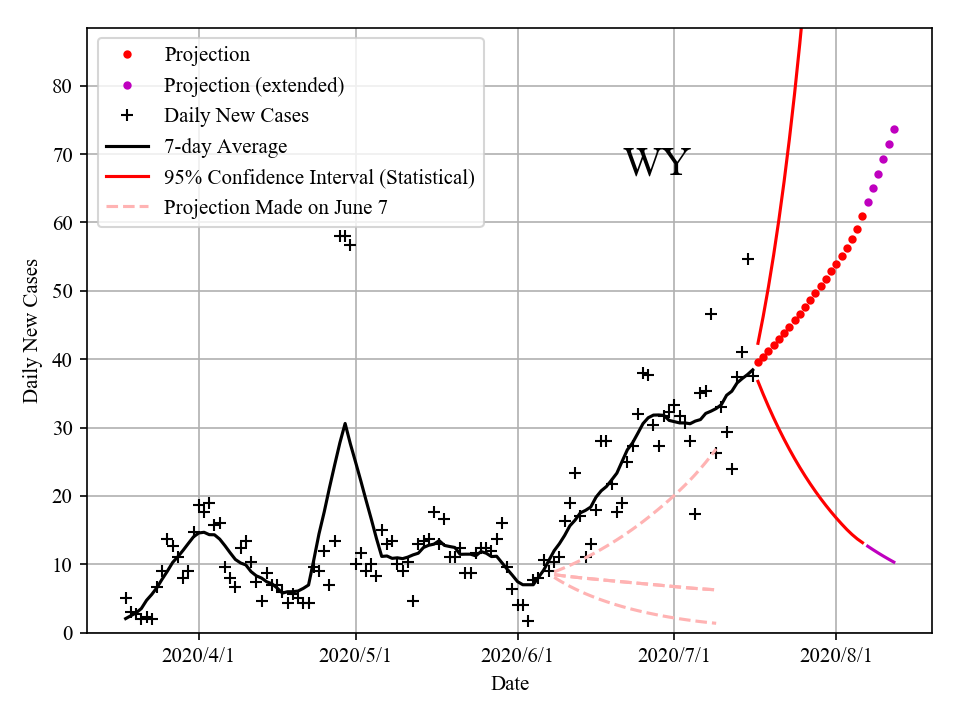 Projection
Projection (extended)
Daily New Cases
7-day Average
95% Confidence Interval (Statistical)
Projection Made on June 7
WY
80
70
60
50
40
30
20
10
0
Daily New Cases
2020/4/1 2020/5/1 2020/6/1 2020/7/1 2020/8/1
Date